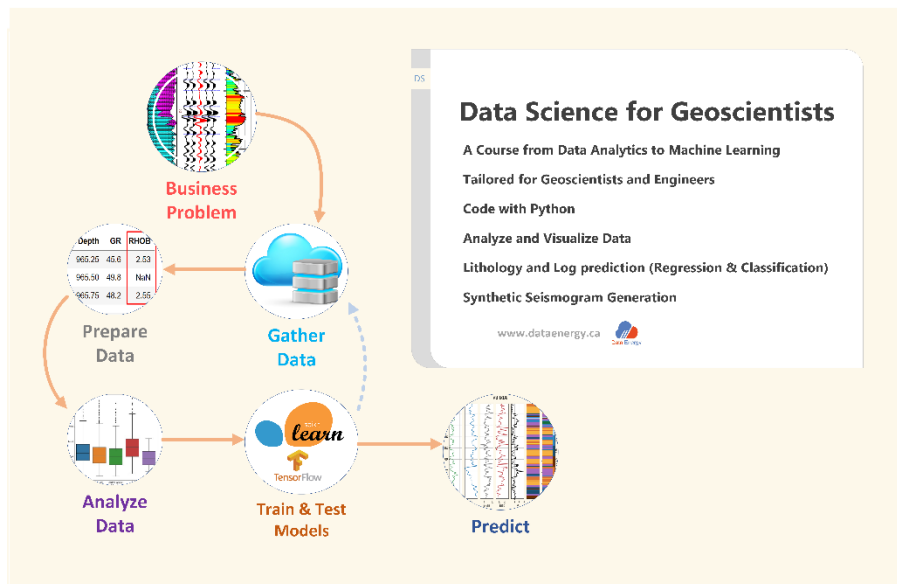 DS
Data Science for Geoscientists
A Course from Data Analytics to Machine Learning
Tailored for Geoscientists and Engineers
Code with Python
Analyze and Visualize Data
Lithology and Log prediction (Regression & Classification)
Synthetic Seismogram Generation
www.dataenergy.ca
Data Energy
Business
Problem
Gather
Data
Depth GR RHOB
965.25 45.6 2.53
965.50 49.8 NaN
965.75 48.2 2.55
Prepare
Data
Analyze
Data
learn
TensorFlow
Train & Test
Models
Predict